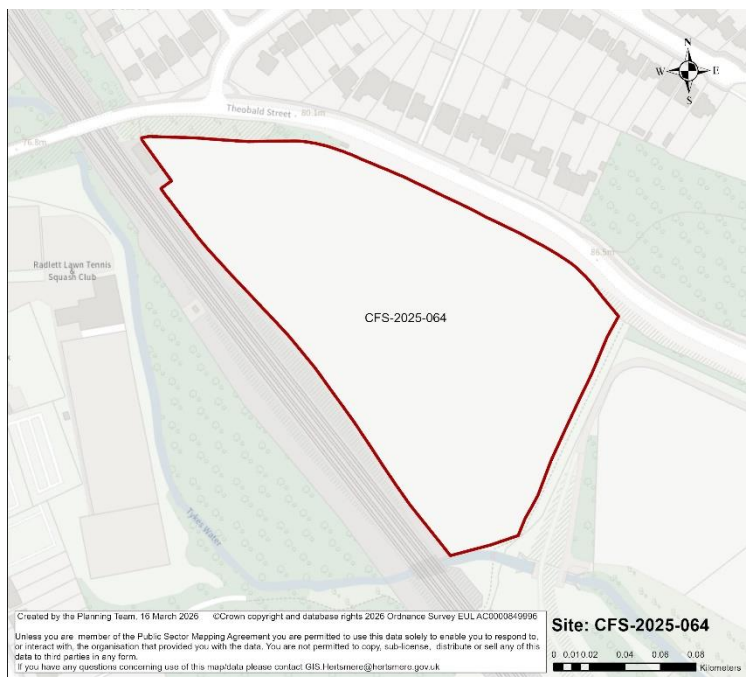 N
W E
S
Theobald Street
80.1m
76.8m
86.5m
Radlett Lawn Tennis
&
Squash Club
CFS-2025-064
Tykes Water
Created by the Planning Team, 16 March 2026 ©Crown copyright and database rights 2026 Ordnance Survey EUL AC0000849996
Unless you are member of the Public Sector Mapping Agreement you are permitted to use this data solely to enable you to respond to,
or interact with, the organisation that provided you with the data. You are not permitted to copy, sub-license, distribute or sell any of this
data to third parties in any form.
If you have any questions concerning use of this map/data please contact GIS.Hertsmere@hertsmere.gov.uk
Site: CFS-2025-064
0 0.01 0.02 0.04 0.06 0.08
Kilometers